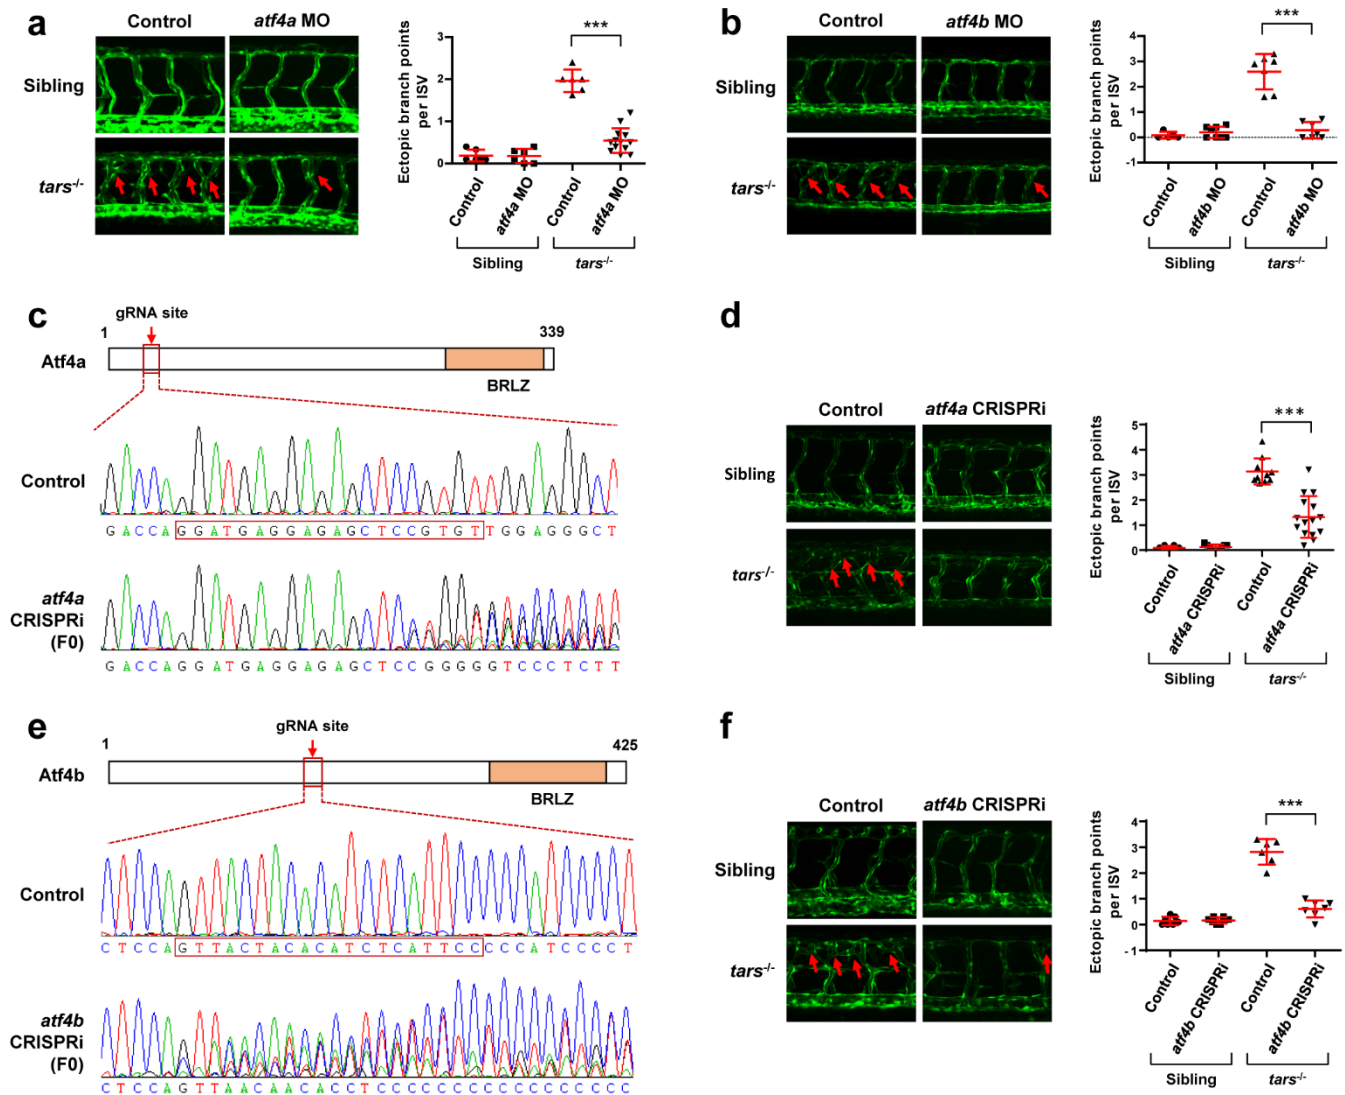 a
Control
atf4a MO
Sibling
tars-/-
Ectopic branch points
per ISV
3
2
1
0
***
Control
atf4a MO
Control
atf4a MO
Sibling
tars-/-
b
Control
atf4b MO
Sibling
tars-/-
Ectopic branch points
per ISV
4
3
2
1
0
-1
***
Control
atf4b MO
Control
atf4b MO
Sibling
tars-/-
c
gRNA site
1
339
Atf4a
BRLZ
Control
GACCAGGATGAGGAGAGCTCCGTGTTGGAGGGCT
atf4a
CRISPRi
(F0)
GACCAGGATGAGGAGAGCTCCGGGGGTCCCTCTT
d
Control
atf4a CRISPRi
Sibling
tars-/-
Ectopic branch points
per ISV
5
4
3
2
1
0
***
Control
atf4a CRISPRi
Control
atf4a CRISPRi
Sibling
tars-/-
e
gRNA site
1
425
Atf4b
BRLZ
Control
CTCCAGTTACTACACATCTCATTCCCCCATCCCCT
atf4b
CRISPRi
(F0)
CTCCAGTTAACAACACCTCCCCCCCCCCCCCCCCC
f
Control
atf4b CRISPRi
Sibling
tars-/-
Ectopic branch points
per ISV
4
3
2
1
0
-1
***
Control
atf4b CRISPRi
Control
atf4b CRISPRi
Sibling
tars-/-